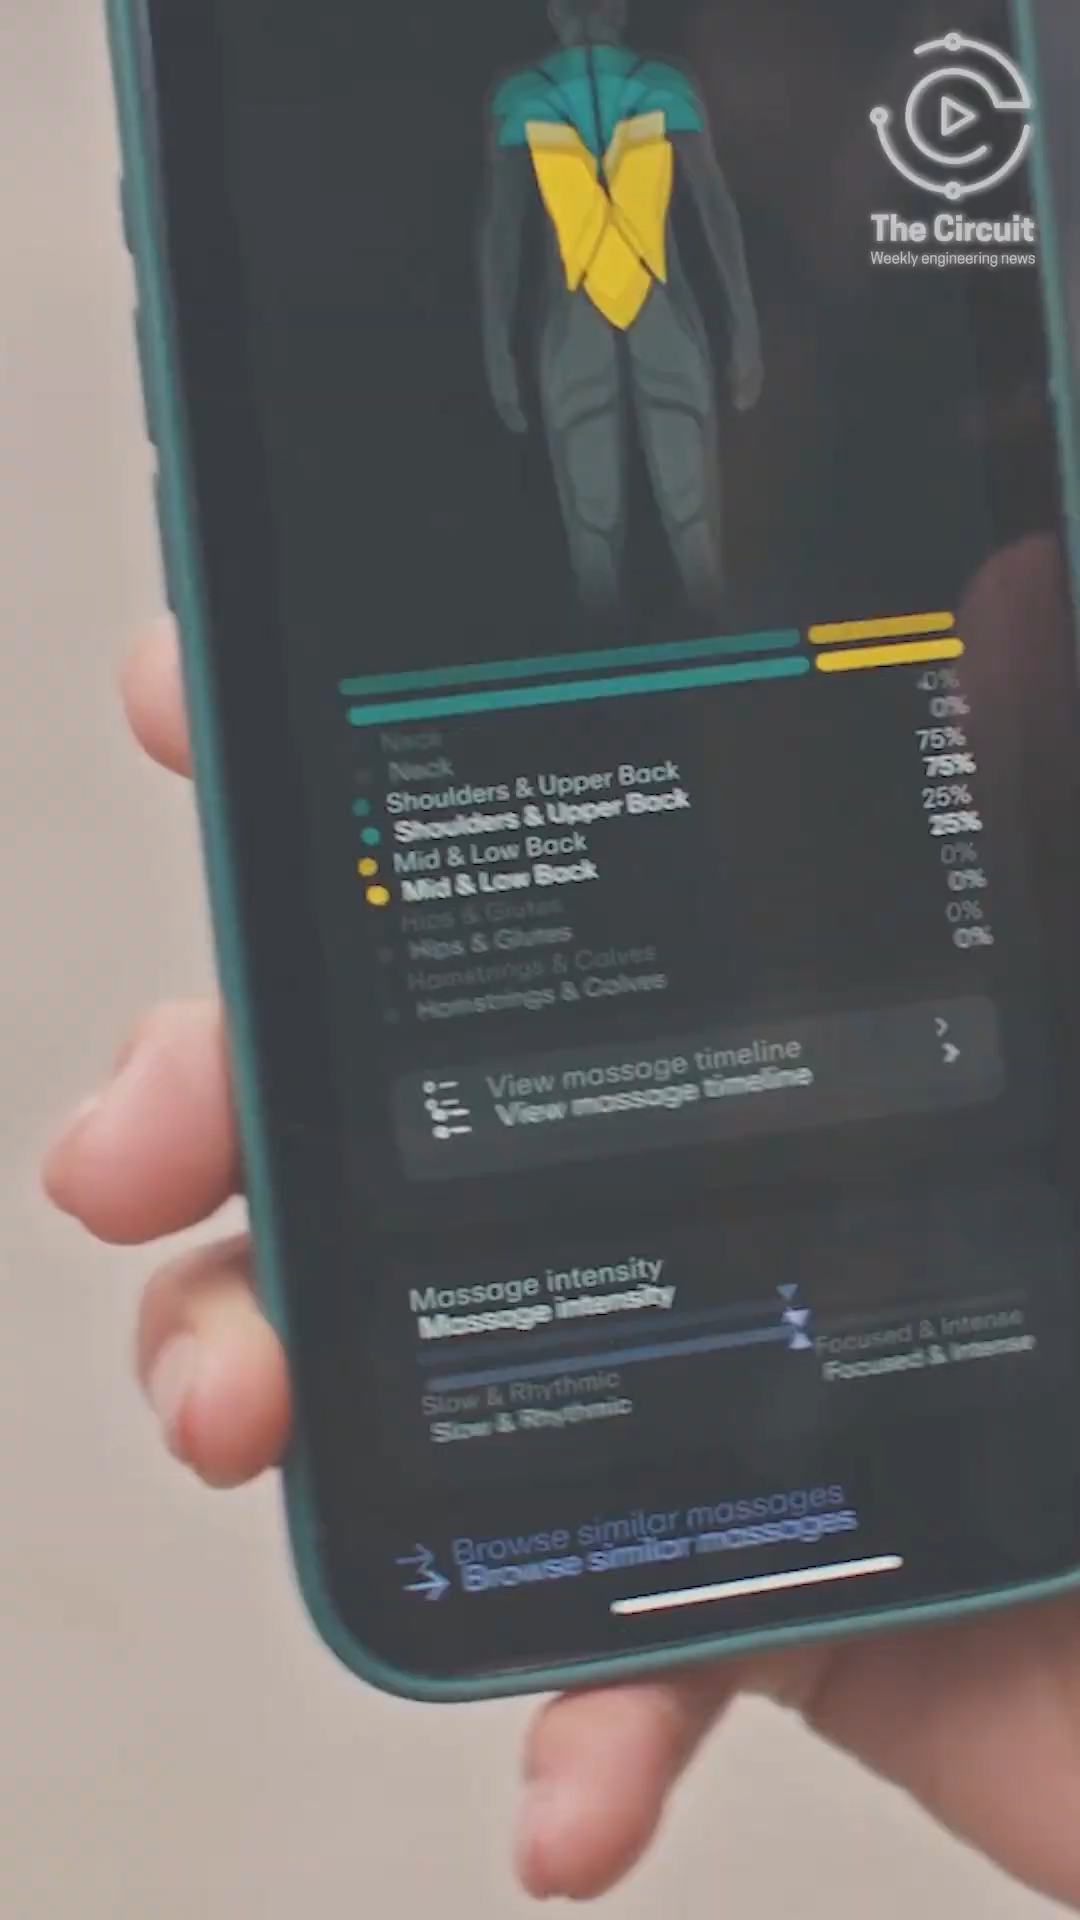 The Circuit
Weekly engineering news
Neck 0%
Shoulders & Upper Back 75%
Mid & Low Back 25%
Hips & Glutes 0%
Hamstrings & Calves 0%
View massage timeline
Massage intensity
Slow & Rhythmic
Focused & Intense
Browse similar massages